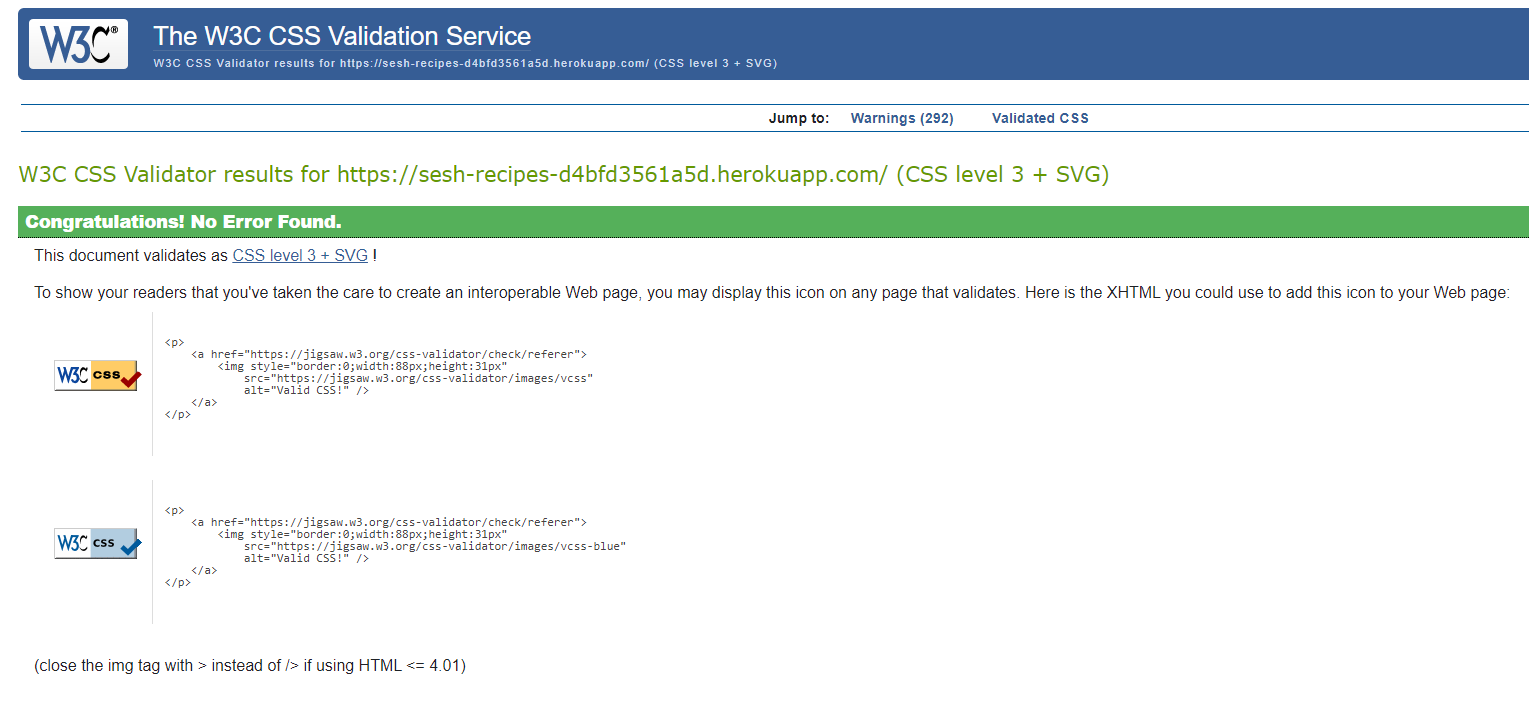 W3C®
The W3C CSS Validation Service
W3C CSS Validator results for https://sesh-recipes-d4bfd3561a5d.herokuapp.com/ (CSS level 3 + SVG)
Jump to: Warnings (292) Validated CSS
W3C CSS Validator results for https://sesh-recipes-d4bfd3561a5d.herokuapp.com/ (CSS level 3 + SVG)
Congratulations! No Error Found.
This document validates as CSS level 3 + SVG !
To show your readers that you've taken the care to create an interoperable Web page, you may display this icon on any page that validates. Here is the XHTML you could use to add this icon to your Web page:
W3C css
<p>
<a href="https://jigsaw.w3.org/css-validator/check/referer">
<img style="border:0;width:88px;height:31px"
src="https://jigsaw.w3.org/css-validator/images/vcss"
alt="Valid CSS!" />
</a>
</p>
W3C css
<p>
<a href="https://jigsaw.w3.org/css-validator/check/referer">
<img style="border:0;width:88px;height:31px"
src="https://jigsaw.w3.org/css-validator/images/vcss-blue"
alt="Valid CSS!" />
</a>
</p>
(close the img tag with > instead of /> if using HTML <= 4.01)